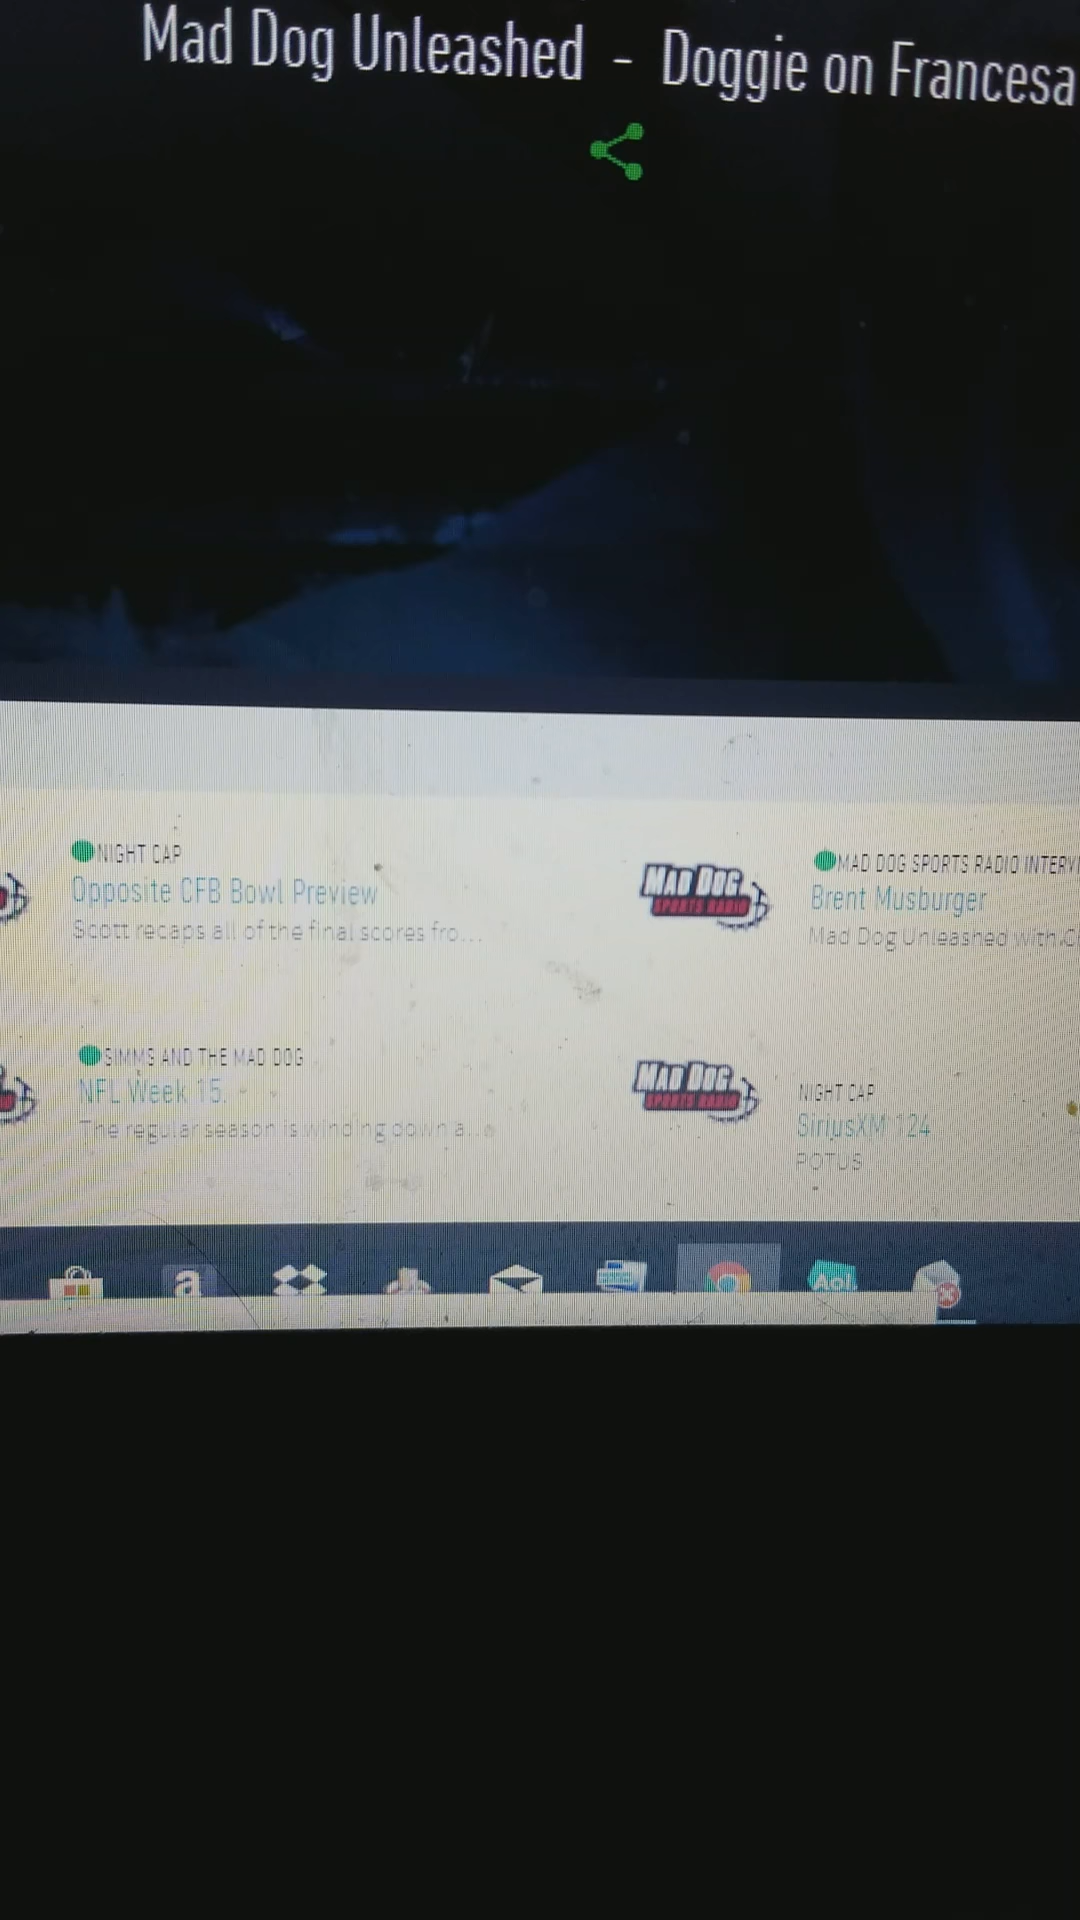 Mad Dog Unleashed - Doggie on Francesa
NIGHT CAP
Opposite CFB Bowl Preview
Scott recaps all of the final scores fro...
MAD DOG SPORTS RADIO
MAD DOG SPORTS RADIO INTERVI
Brent Musburger
Mad Dog Unleashed with C
SIMMS AND THE MAD DOG
NFL Week 15.
The regular season is winding down a...
MAD DOG SPORTS RADIO
NIGHT CAP
SiriusXM 124
POTUS
a
Aol.